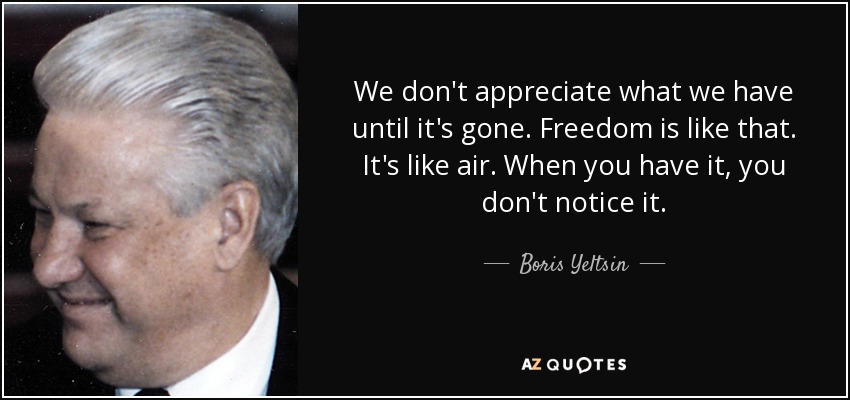 We don't appreciate what we have
until it's gone. Freedom is like that.
It's like air. When you have it, you
don't notice it.
Boris Yeltsin
AZ QUOTES